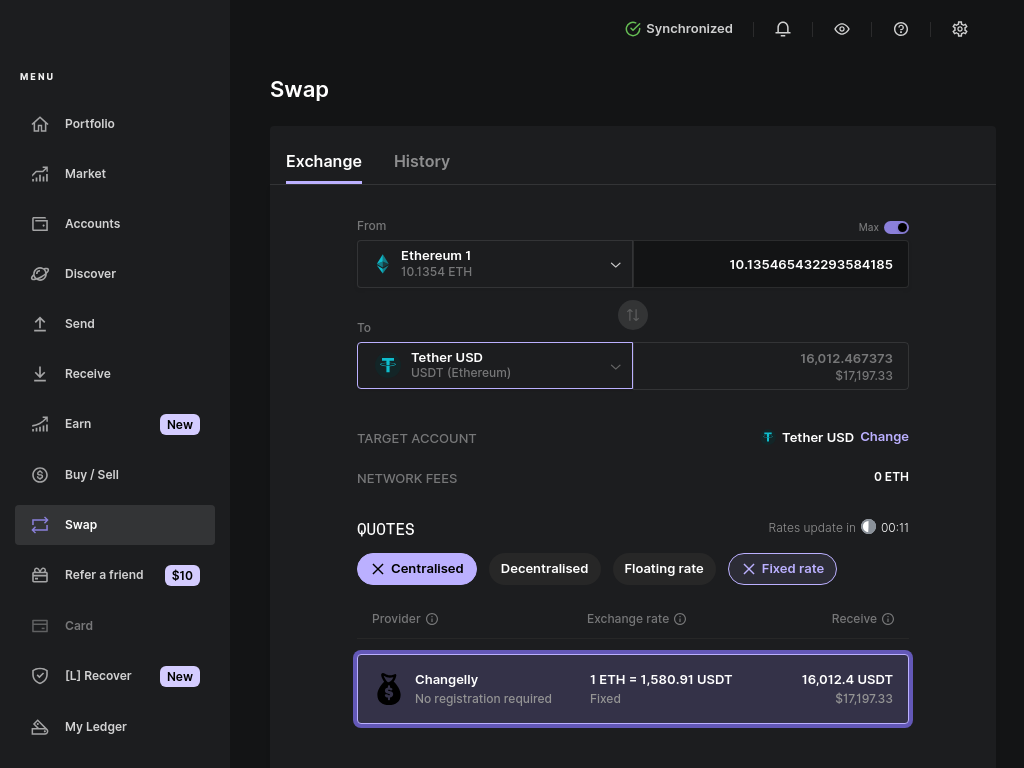 Synchronized
MENU
Portfolio
Market
Accounts
Discover
Send
Receive
Earn New
Buy / Sell
Swap
Refer a friend $10
Card
[L] Recover New
My Ledger
Swap
Exchange History
From Max
Ethereum 1
10.1354 ETH
10.135465432293584185
To
Tether USD
USDT (Ethereum)
16,012.467373
$17,197.33
TARGET ACCOUNT Tether USD Change
NETWORK FEES 0 ETH
QUOTES Rates update in 00:11
Centralised Decentralised Floating rate Fixed rate
Provider Exchange rate Receive
Changelly 1 ETH = 1,580.91 USDT 16,012.4 USDT
No registration required Fixed $17,197.33